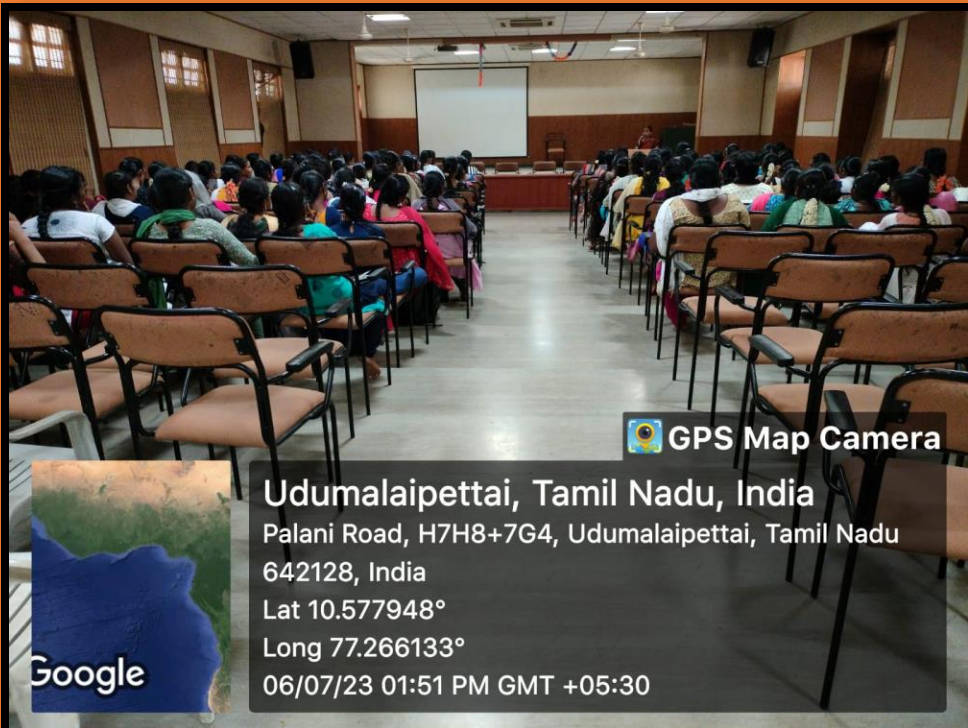 GPS Map Camera
Udumalaipettai, Tamil Nadu, India
Palani Road, H7H8+7G4, Udumalaipettai, Tamil Nadu
642128, India
Lat 10.577948°
Long 77.266133°
06/07/23 01:51 PM GMT +05:30
Google